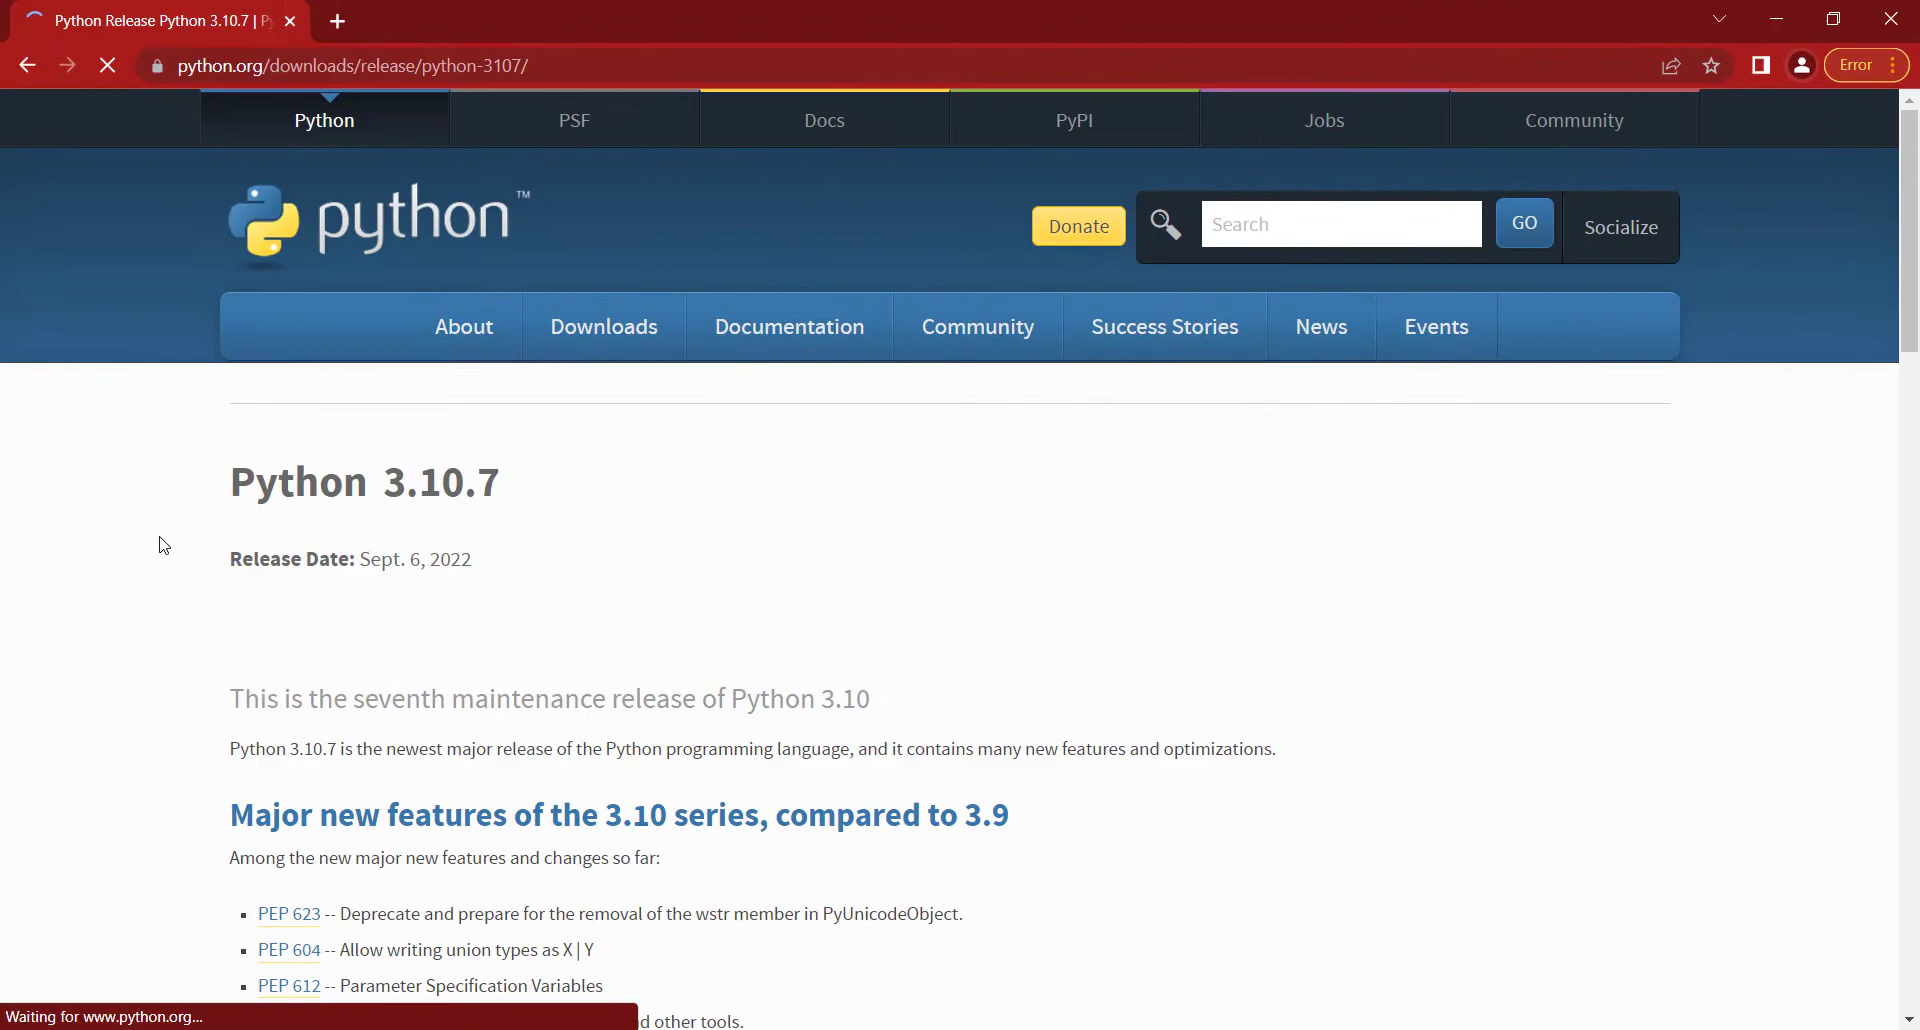 Python Release Python 3.10.7 | P
python.org/downloads/release/python-3107/
Error
Python
PSF
Docs
PyPI
Jobs
Community
python™
Donate
Search
GO
Socialize
About
Downloads
Documentation
Community
Success Stories
News
Events
Python 3.10.7
Release Date: Sept. 6, 2022
This is the seventh maintenance release of Python 3.10
Python 3.10.7 is the newest major release of the Python programming language, and it contains many new features and optimizations.
Major new features of the 3.10 series, compared to 3.9
Among the new major new features and changes so far:
PEP 623 -- Deprecate and prepare for the removal of the wstr member in PyUnicodeObject.
PEP 604 -- Allow writing union types as X | Y
PEP 612 -- Parameter Specification Variables
d other tools.
Waiting for www.python.org...